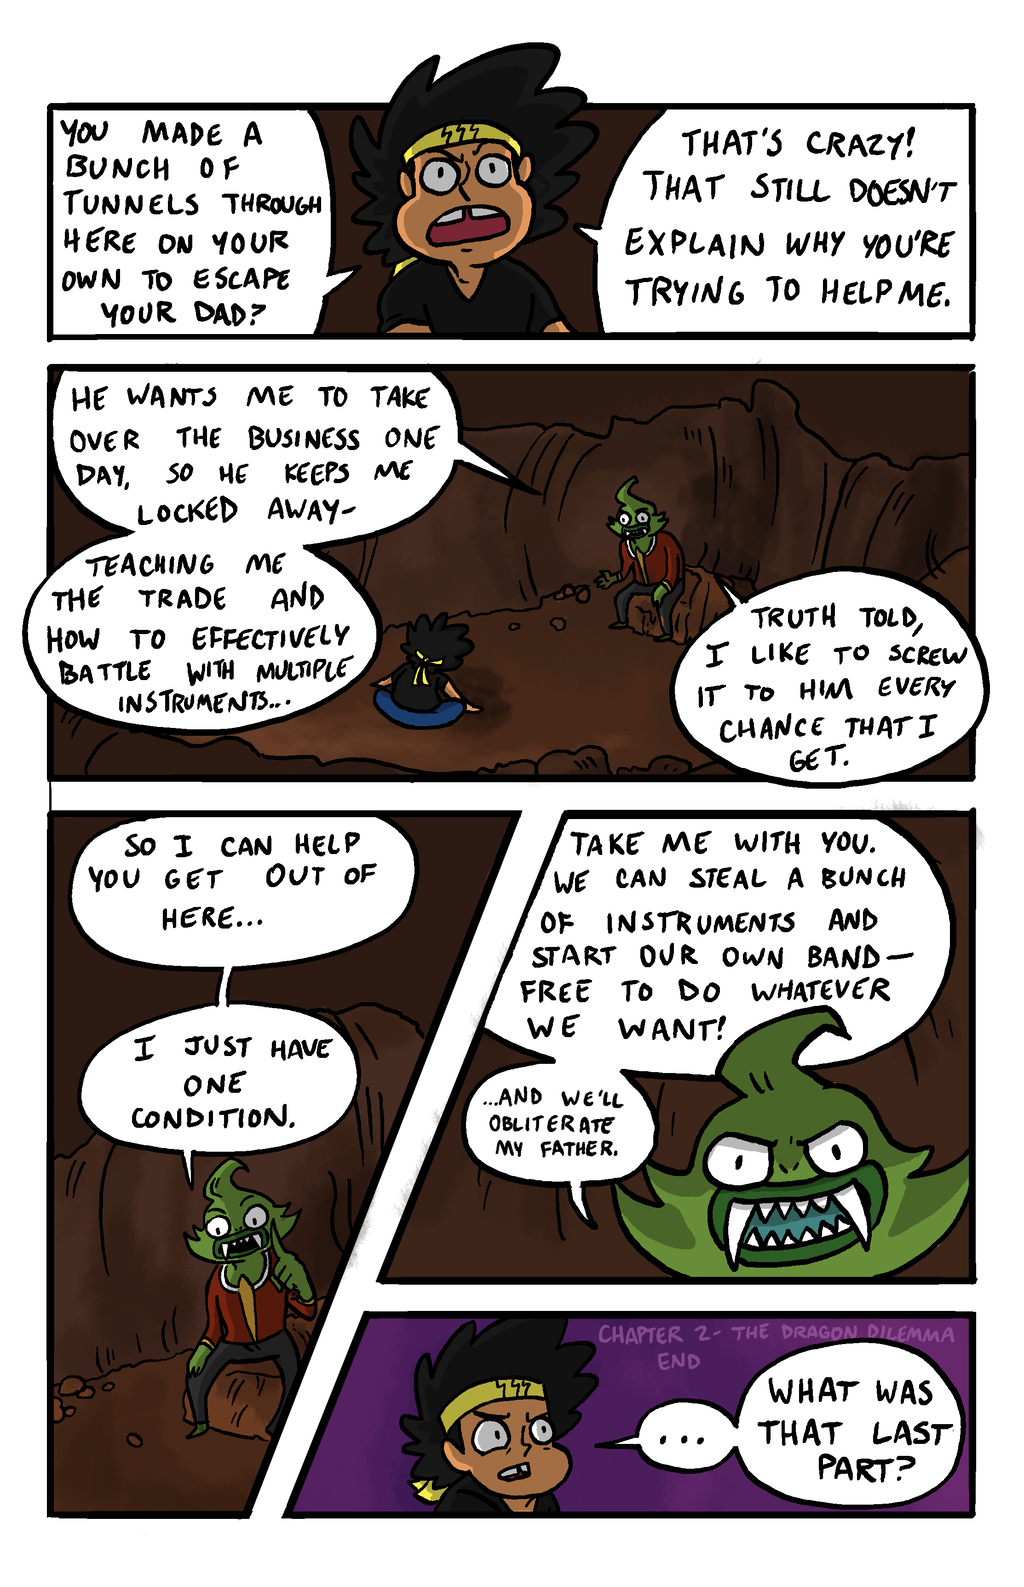 YOU MADE A
BUNCH OF
TUNNELS THROUGH
HERE ON YOUR
OWN TO ESCAPE
YOUR DAD?
THAT'S CRAZY!
THAT STILL DOESN'T
EXPLAIN WHY YOU'RE
TRYING TO HELP ME.
HE WANTS ME TO TAKE
OVER THE BUSINESS ONE
DAY, SO HE KEEPS ME
LOCKED AWAY-
TEACHING ME
THE TRADE AND
HOW TO EFFECTIVELY
BATTLE WITH MULTIPLE
INSTRUMENTS...
TRUTH TOLD,
I LIKE TO SCREW
IT TO HIM EVERY
CHANCE THAT I
GET.
SO I CAN HELP
YOU GET OUT OF
HERE...
I JUST HAVE
ONE
CONDITION.
TAKE ME WITH YOU.
WE CAN STEAL A BUNCH
OF INSTRUMENTS AND
START OUR OWN BAND—
FREE TO DO WHATEVER
WE WANT!
...AND WE'LL
OBLITERATE
MY FATHER.
CHAPTER 2- THE DRAGON DILEMMA
END
...
WHAT WAS
THAT LAST
PART?